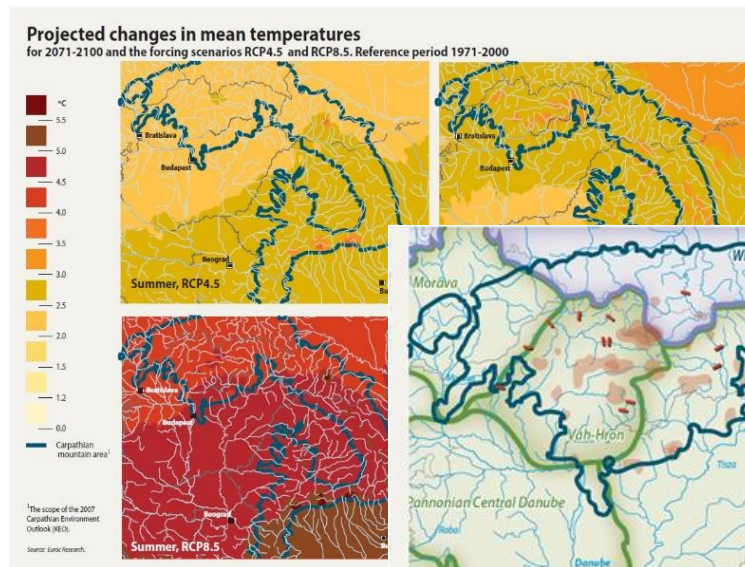 Projected changes in mean temperatures
for 2071-2100 and the forcing scenarios RCP4.5 and RCP8.5. Reference period 1971-2000
°C
5.5
5.0
4.5
4.0
3.5
3.0
2.5
2.0
1.5
1.2
0.0
Carpathian
mountain area¹
¹The scope of the 2007
Carpathian Environment
Outlook (KEO).
Source: Eurac Research.
Bratislava
Budapest
Beograd
Summer, RCP4.5
Bratislava
Budapest
Bratislava
Budapest
Beograd
Summer, RCP8.5
Morava
Váh-Hron
Pannonian Central Danube
Tisza
Raba
Danube